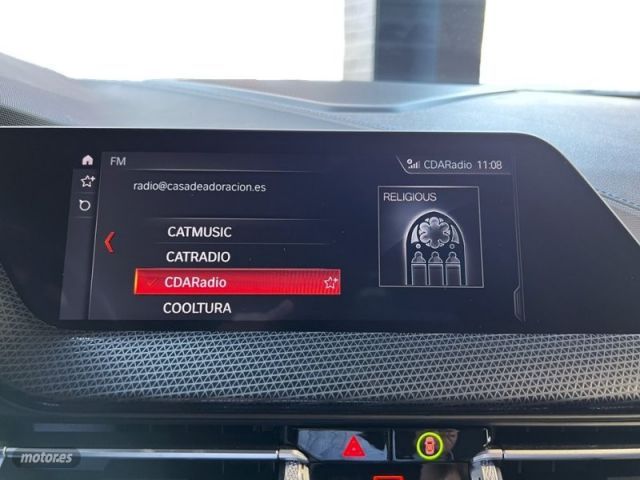 FM
CDARadio 11:08
radio@casadeadoracion.es
RELIGIOUS
CATMUSIC
CATRADIO
CDARadio
COOLTURA
motor.es